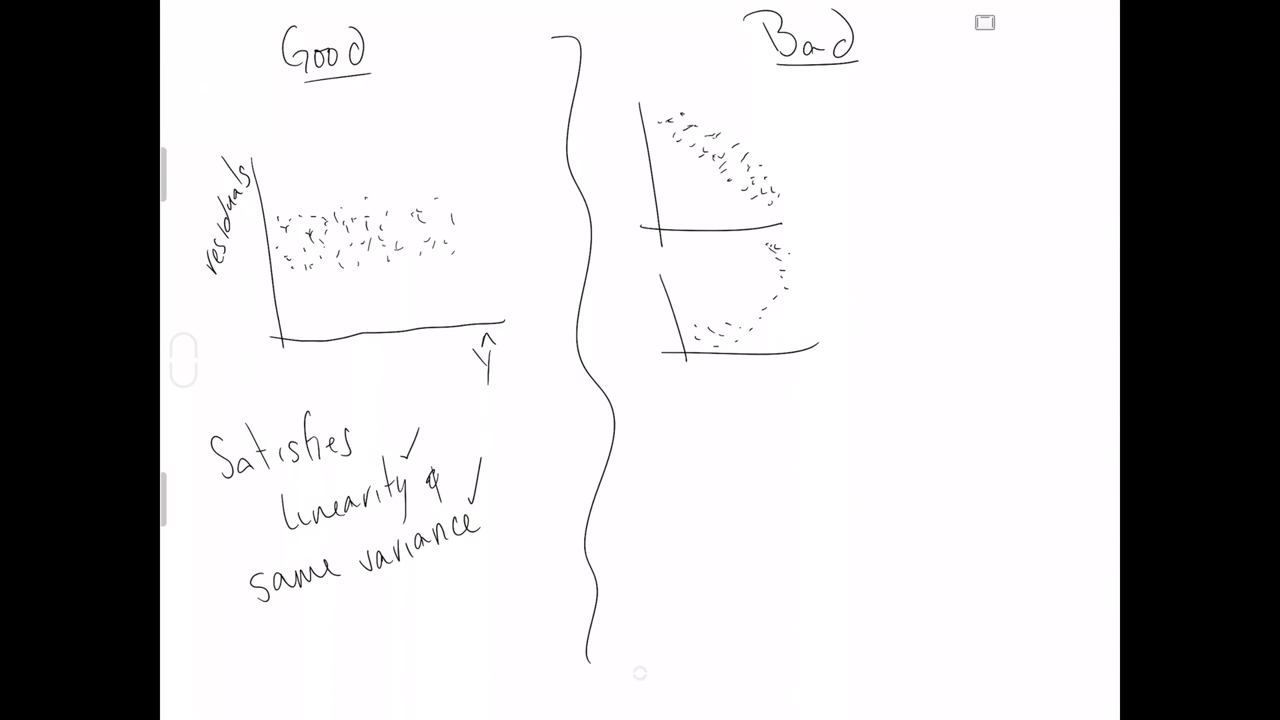 Good
Bad
residuals
ŷ
Satisfies
linearity &
same variance